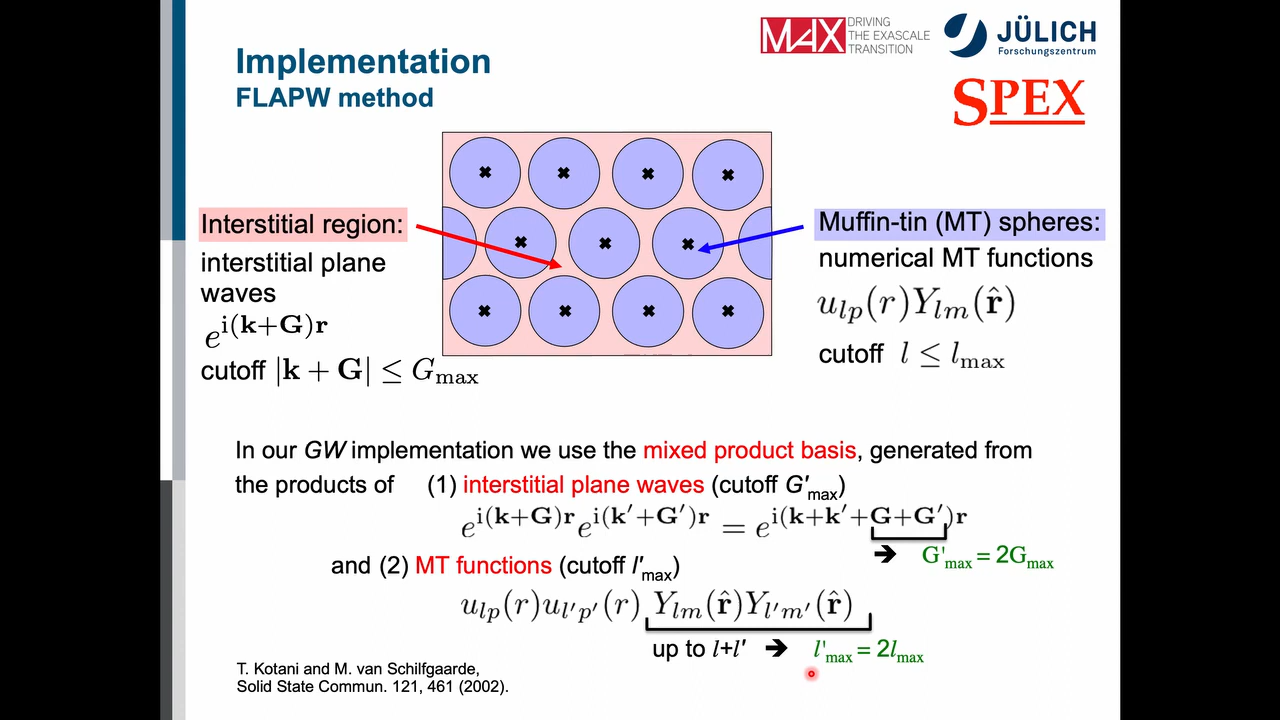 MAX DRIVING
THE EXASCALE
TRANSITION
JÜLICH
Forschungszentrum
SPEX
Implementation
FLAPW method
Interstitial region:
interstitial plane
waves
e^{i(k+G)r}
cutoff |k + G| ≤ G_max
Muffin-tin (MT) spheres:
numerical MT functions
u_{lp}(r)Y_{lm}(r̂)
cutoff l ≤ l_max
In our GW implementation we use the mixed product basis, generated from
the products of (1) interstitial plane waves (cutoff G'_max)
e^{i(k+G)r} e^{i(k′+G′)r} = e^{i(k+k′+G+G′)r}
➔ G'_max = 2G_max
and (2) MT functions (cutoff l'_max)
u_{lp}(r)u_{l′p′}(r) Y_{lm}(r̂)Y_{l′m′}(r̂)
up to l+l' ➔ l'_max = 2l_max
T. Kotani and M. van Schilfgaarde,
Solid State Commun. 121, 461 (2002).